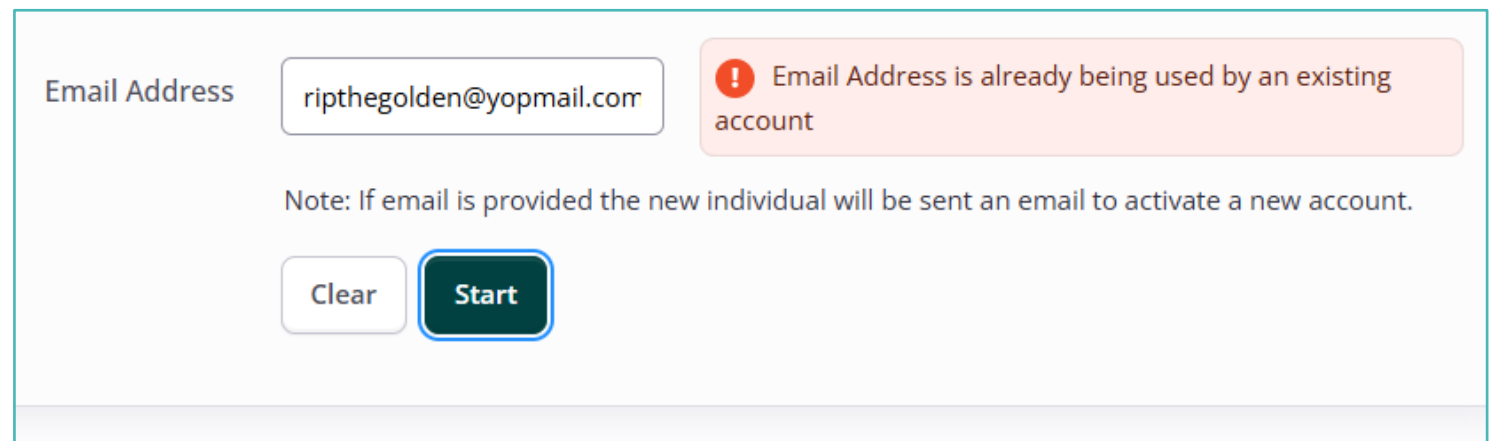 Email Address
ripthegolden@yopmail.com
Email Address is already being used by an existing
account
Note: If email is provided the new individual will be sent an email to activate a new account.
Clear
Start